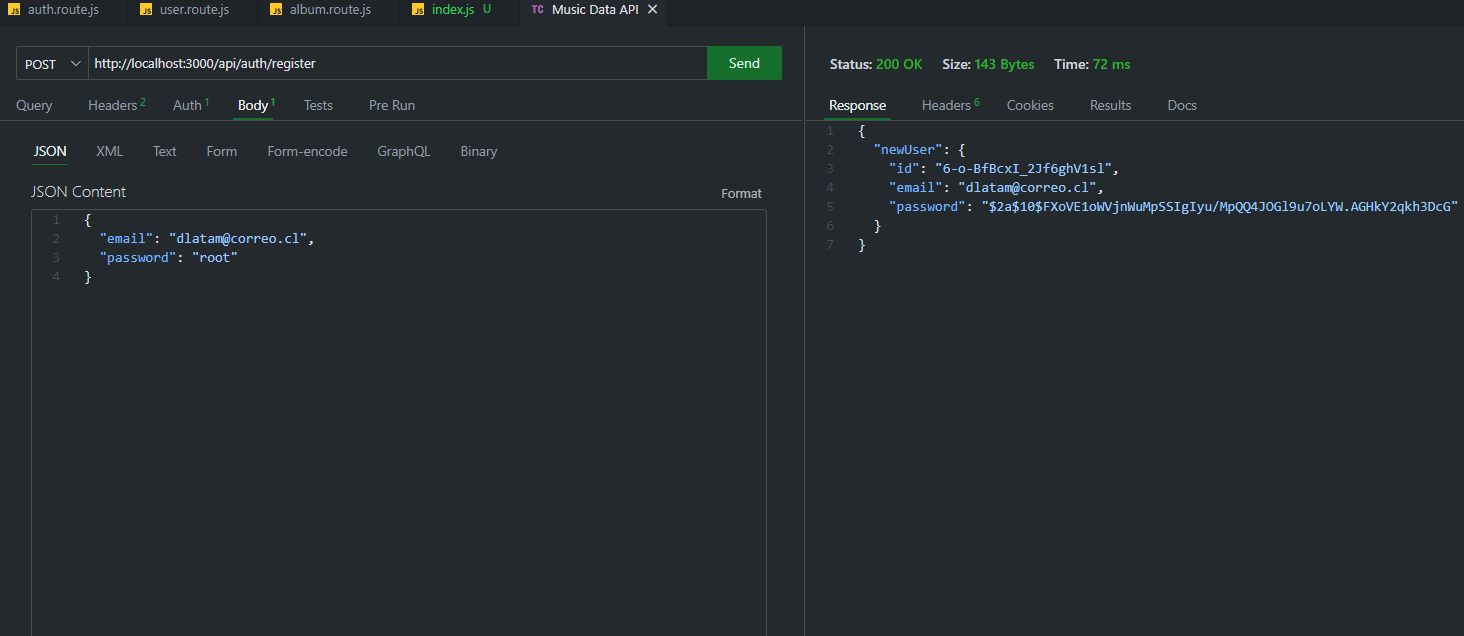 JS auth.route.js JS user.route.js JS album.route.js JS index.js U TC Music Data API
POST http://localhost:3000/api/auth/register Send
Query Headers 2 Auth 1 Body 1 Tests Pre Run
JSON XML Text Form Form-encode GraphQL Binary
JSON Content Format
1 {
2 "email": "dlatam@correo.cl",
3 "password": "root"
4 }
Status: 200 OK Size: 143 Bytes Time: 72 ms
Response Headers 6 Cookies Results Docs
1 {
2 "newUser": {
3 "id": "6-o-BfBcxI_2Jf6ghV1sl",
4 "email": "dlatam@correo.cl",
5 "password": "$2a$10$FXoVE1oWVjnWuMpSSIgIyu/MpQQ4JOGl9u7oLYW.AGHkY2qkh3DcG"
6 }
7 }